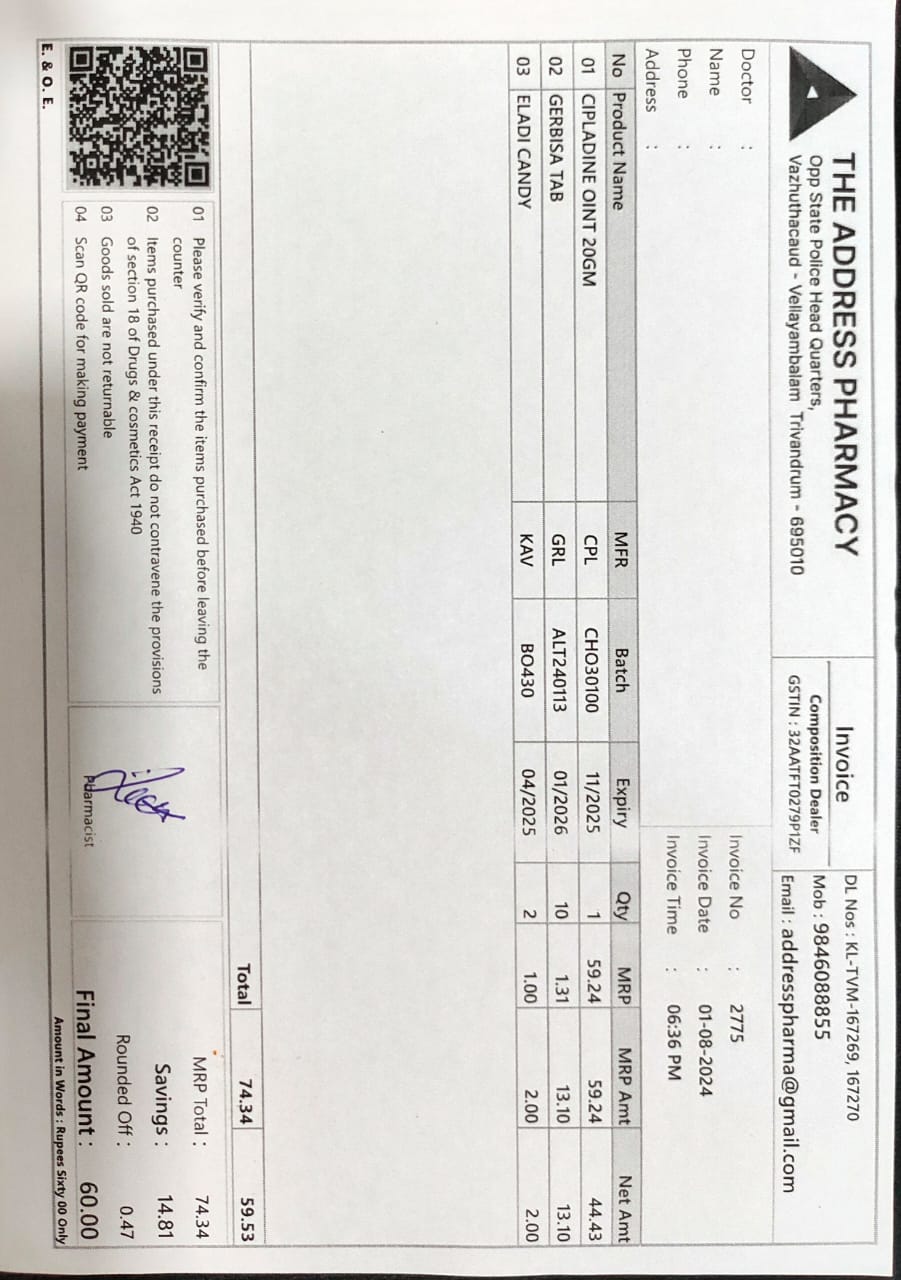 THE ADDRESS PHARMACY
Opp State Police Head Quarters,
Vazhuthacaud - Vellayambalam Trivandrum - 695010
Invoice
Composition Dealer
GSTIN : 32AATFT0279P1ZF
DL Nos : KL-TVM-167269, 167270
Mob : 9846088855
Email : addresspharma@gmail.com
Doctor :
Name :
Phone :
Address :
Invoice No : 2775
Invoice Date : 01-08-2024
Invoice Time : 06:36 PM
No Product Name MFR Batch Expiry Qty MRP MRP Amt Net Amt
01 CIPLADINE OINT 20GM CPL CHO30100 11/2025 1 59.24 59.24 44.43
02 GERBISA TAB GRL ALT240113 01/2026 10 1.31 13.10 13.10
03 ELADI CANDY KAV BO430 04/2025 2 1.00 2.00 2.00
Total 74.34 59.53
01 Please verify and confirm the items purchased before leaving the
counter
02 Items purchased under this receipt do not contravene the provisions
of section 18 of Drugs & cosmetics Act 1940
03 Goods sold are not returnable
04 Scan QR code for making payment
Pharmacist
MRP Total : 74.34
Savings : 14.81
Rounded Off : 0.47
Final Amount : 60.00
Amount in Words : Rupees Sixty 00 Only
E. & O. E.